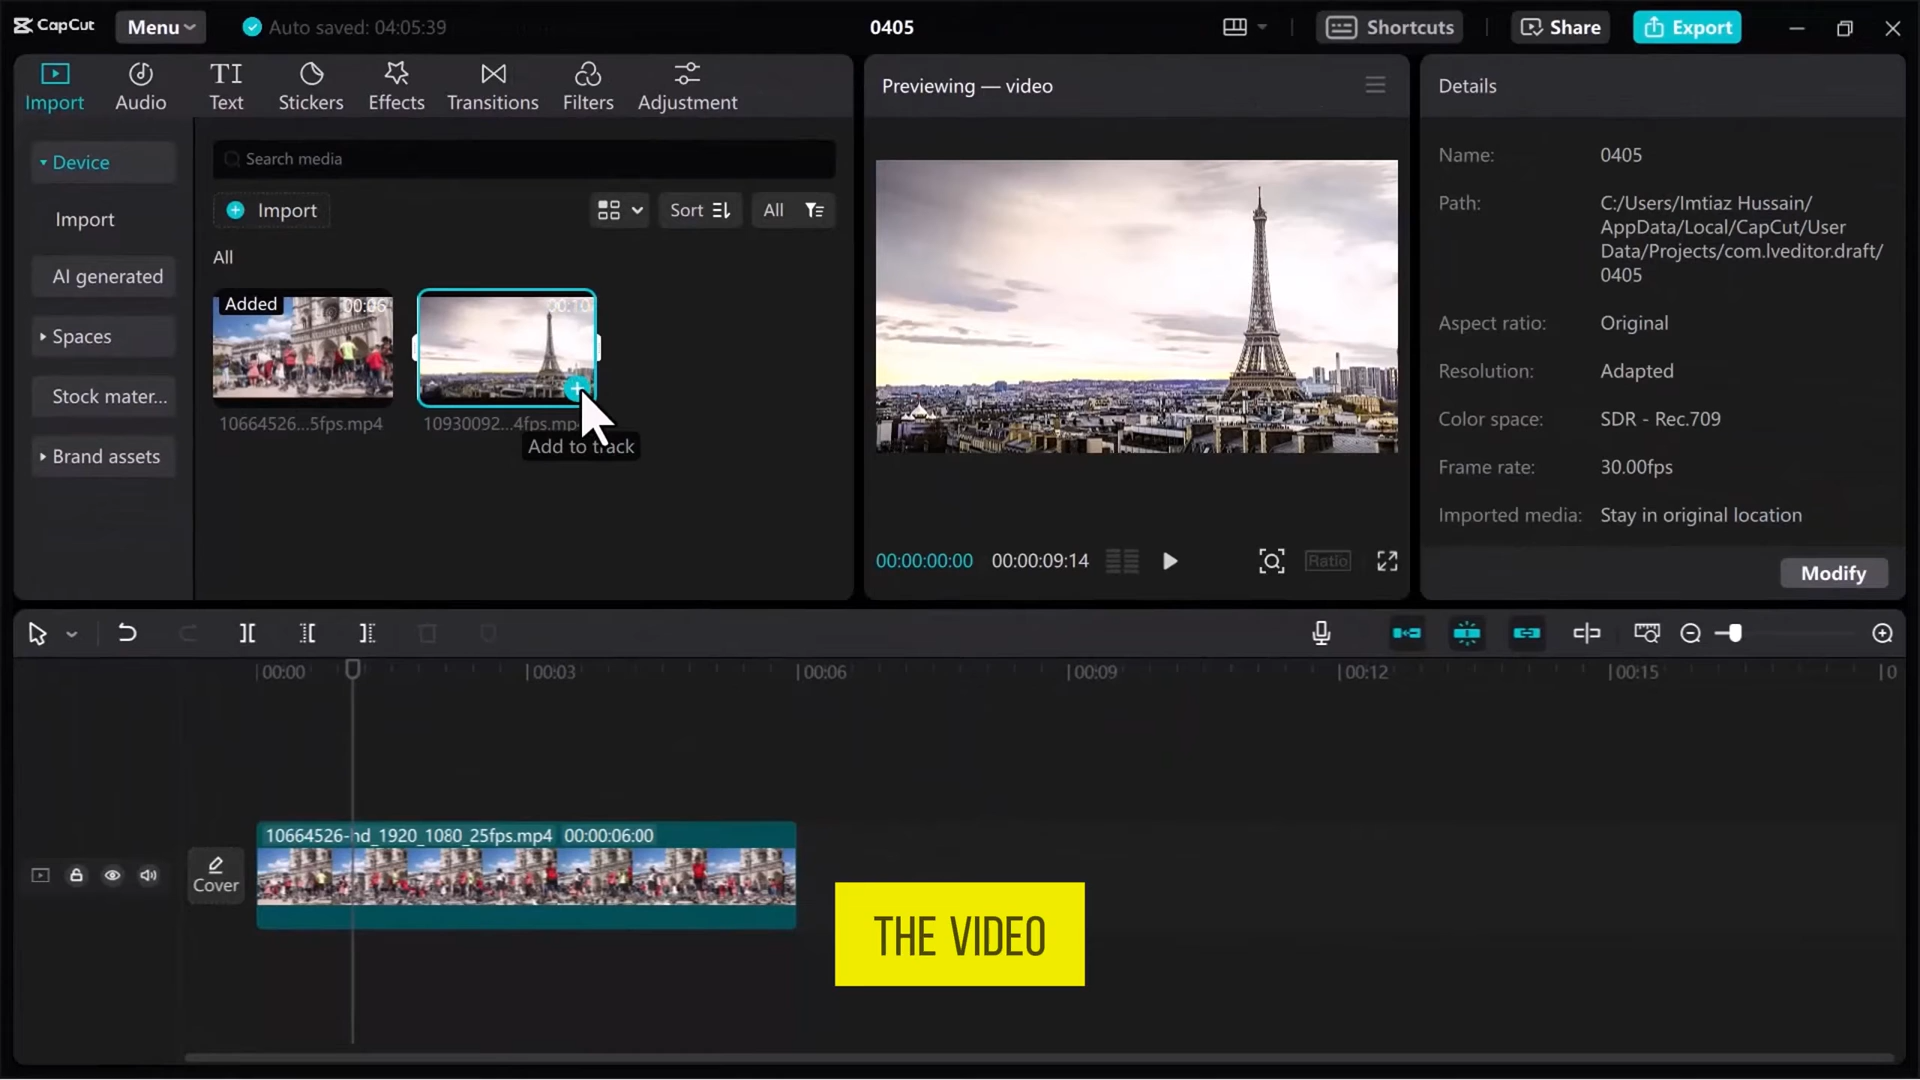 CapCut
Menu
Auto saved: 04:05:39
0405
Shortcuts
Share
Export
Import
Audio
TI
Text
Stickers
Effects
Transitions
Filters
Adjustment
Device
Import
AI generated
Spaces
Stock mater...
Brand assets
Search media
Import
Sort
All
All
Added
00:06
00:10
10664526...5fps.mp4
10930092...4fps.mp
Add to track
Previewing — video
00:00:00:00
00:00:09:14
Ratio
Details
Name: 0405
Path: C:/Users/Imtiaz Hussain/
AppData/Local/CapCut/User
Data/Projects/com.lveditor.draft/
0405
Aspect ratio: Original
Resolution: Adapted
Color space: SDR - Rec.709
Frame rate: 30.00fps
Imported media: Stay in original location
Modify
00:00
00:03
00:06
00:09
00:12
00:15
0
Cover
10664526-hd_1920_1080_25fps.mp4 00:00:06:00
THE VIDEO